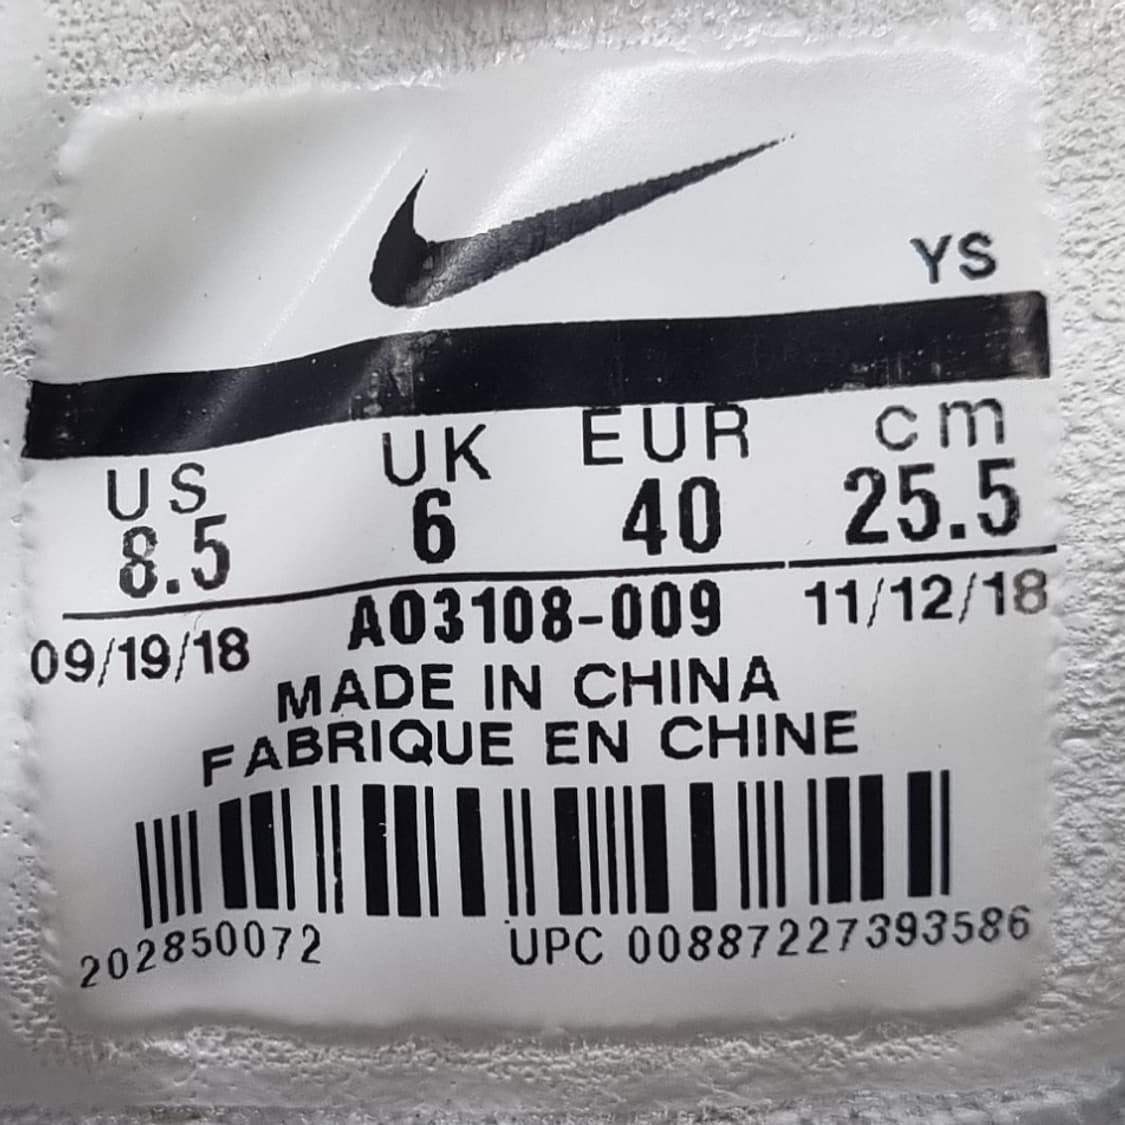 YS
US UK EUR cm
8.5 6 40 25.5
09/19/18 AO3108-009 11/12/18
MADE IN CHINA
FABRIQUE EN CHINE
202850072 UPC 00887227393586